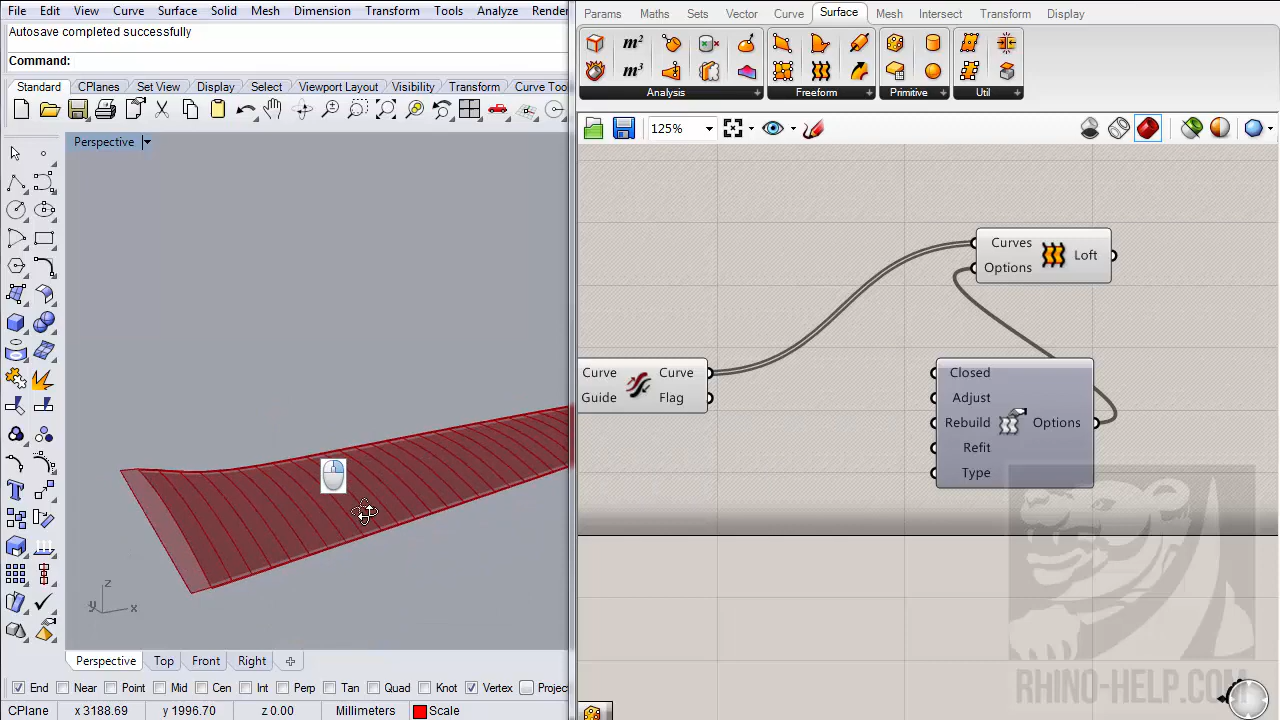 File Edit View Curve Surface Solid Mesh Dimension Transform Tools Analyze Render
Autosave completed successfully
Command:
Standard CPlanes Set View Display Select Viewport Layout Visibility Transform Curve Too
Perspective
z
y x
Perspective Top Front Right
End Near Point Mid Cen Int Perp Tan Quad Knot Vertex Projec
CPlane x 3188.69 y 1996.70 z 0.00 Millimeters Scale
Params Maths Sets Vector Curve Surface Mesh Intersect Transform Display
m² m³
Analysis Freeform Primitive Util
125%
Curves
Options
Loft
Curve Curve
Guide Flag
Closed
Adjust
Rebuild Options
Refit
Type
RHINO-HELP.COM